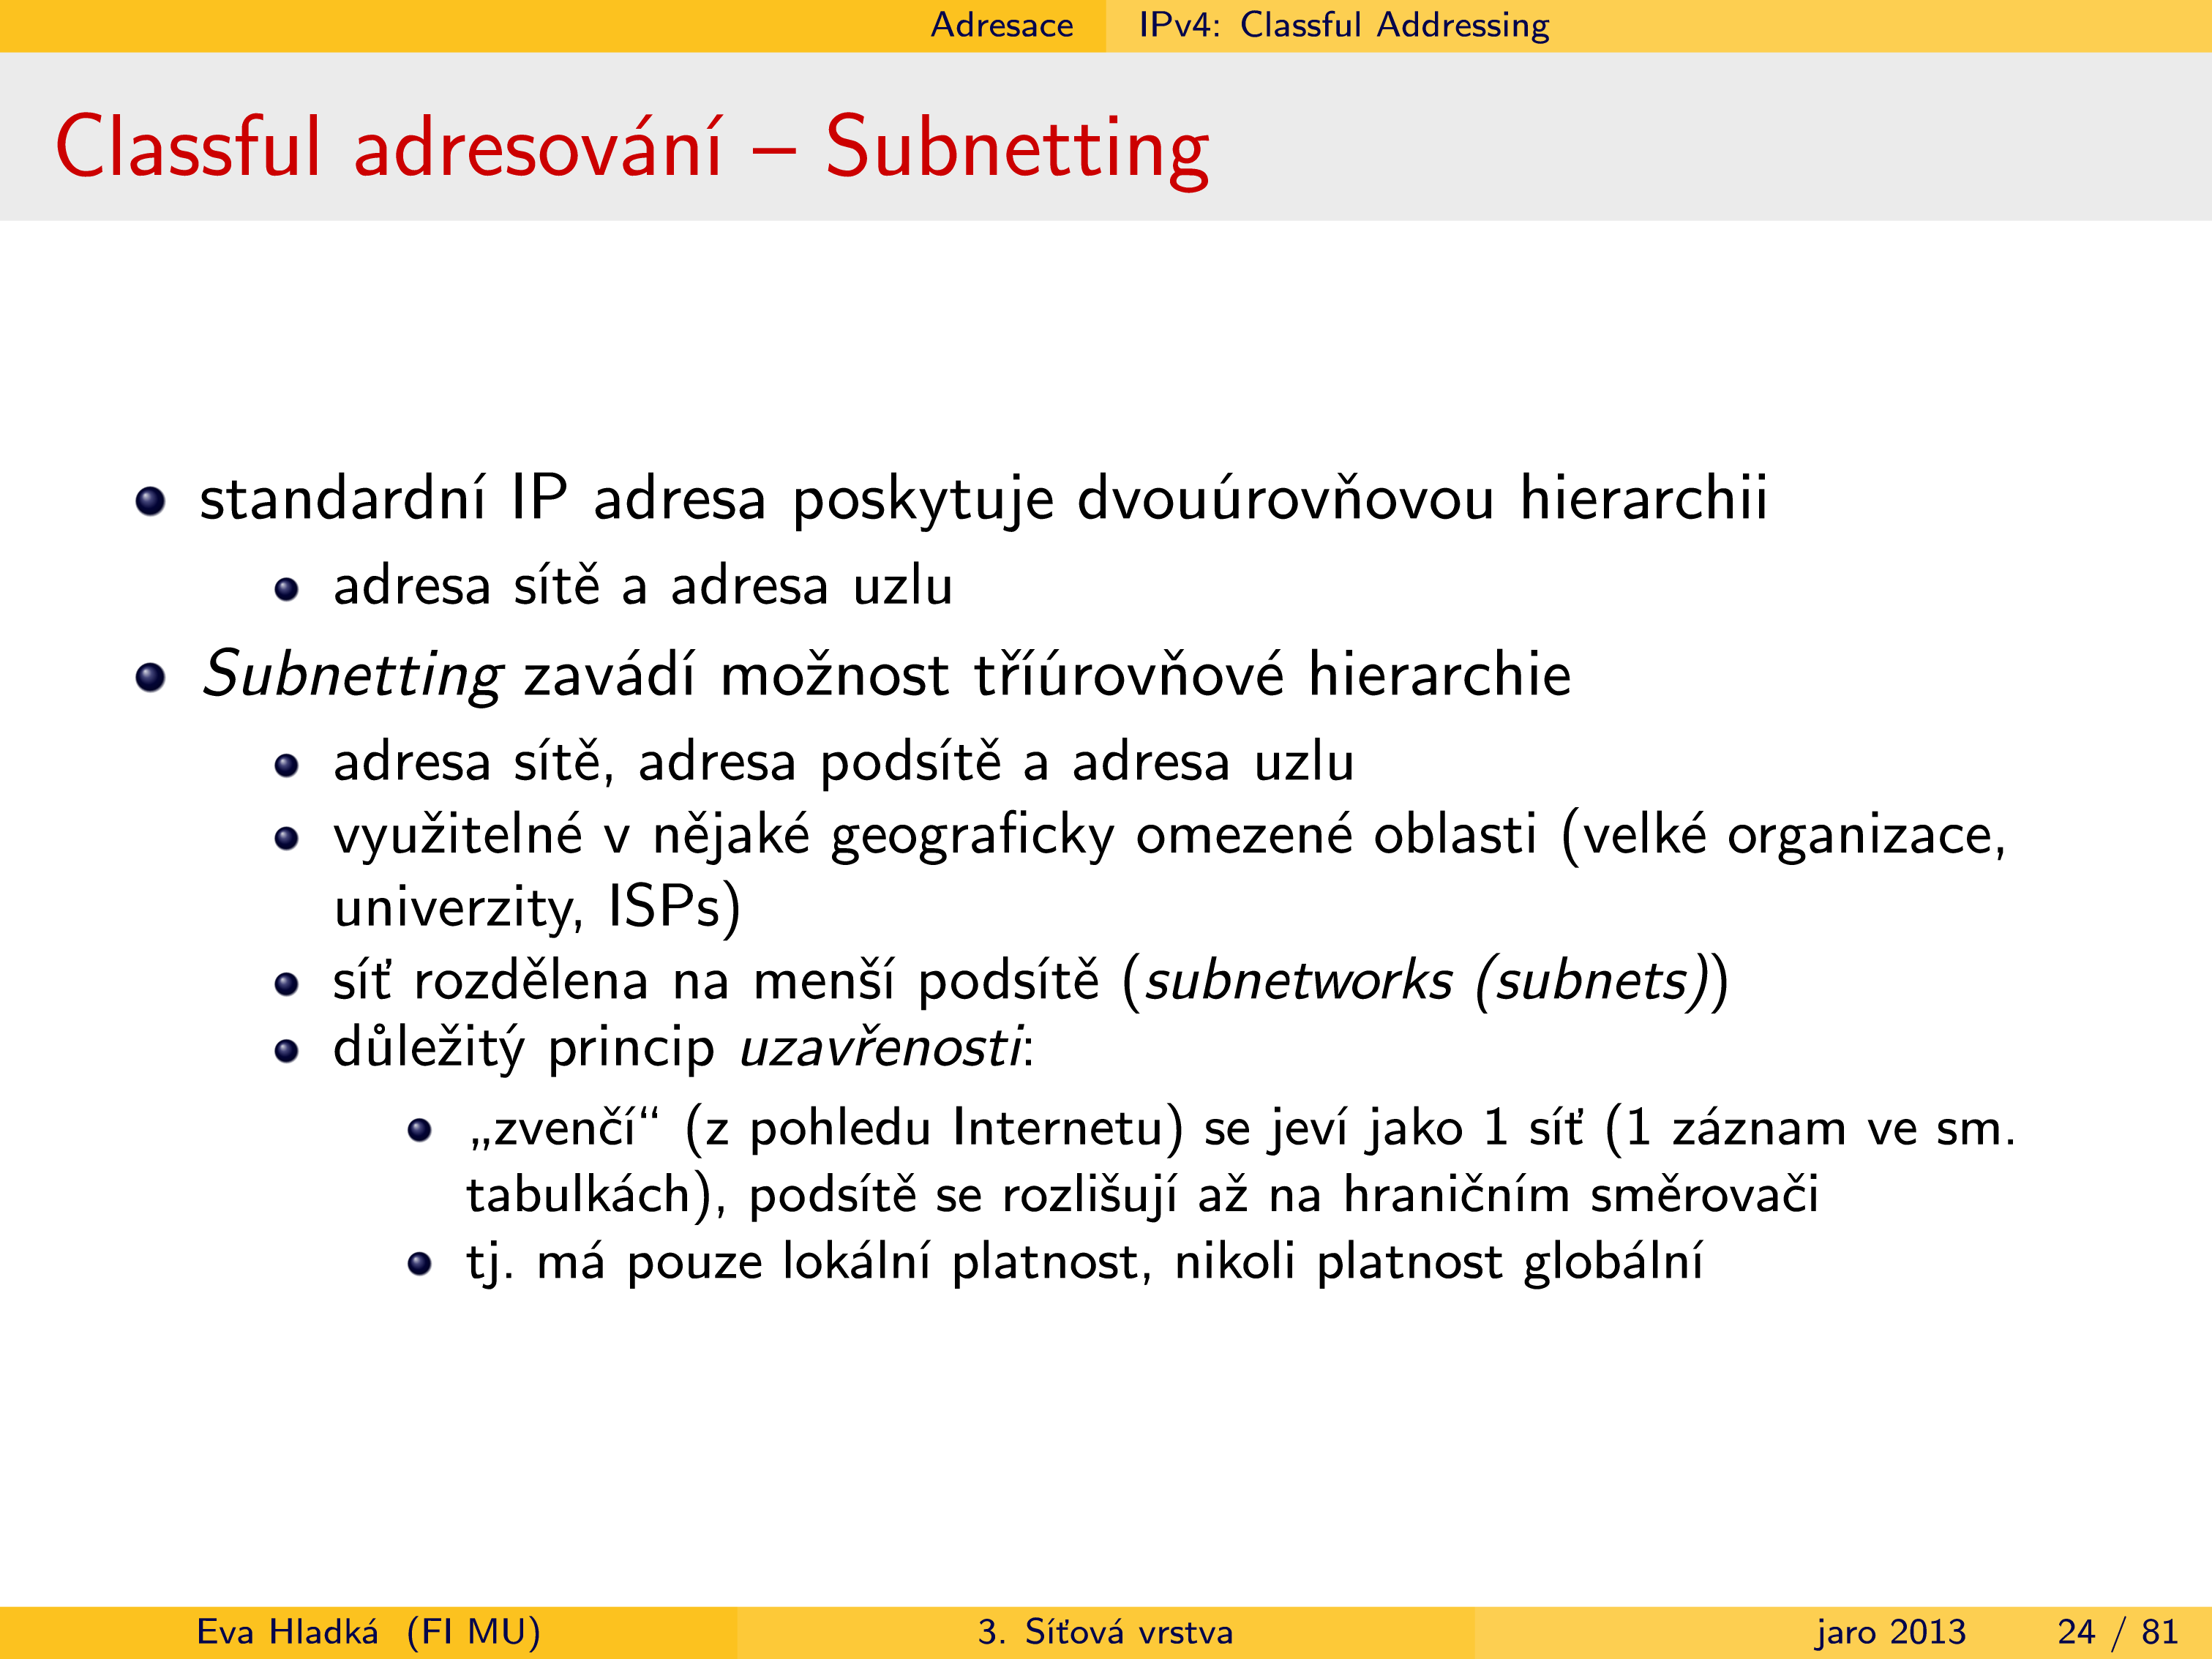 Adresace IPv4: Classful Addressing
Classful adresování – Subnetting
standardní IP adresa poskytuje dvouúrovňovou hierarchii
adresa sítě a adresa uzlu
Subnetting zavádí možnost tříúrovňové hierarchie
adresa sítě, adresa podsítě a adresa uzlu
využitelné v nějaké geograficky omezené oblasti (velké organizace,
univerzity, ISPs)
síť rozdělena na menší podsítě (subnetworks (subnets))
důležitý princip uzavřenosti:
„zvenčí“ (z pohledu Internetu) se jeví jako 1 síť (1 záznam ve sm.
tabulkách), podsítě se rozlišují až na hraničním směrovači
tj. má pouze lokální platnost, nikoli platnost globální
Eva Hladká (FI MU) 3. Síťová vrstva jaro 2013 24 / 81